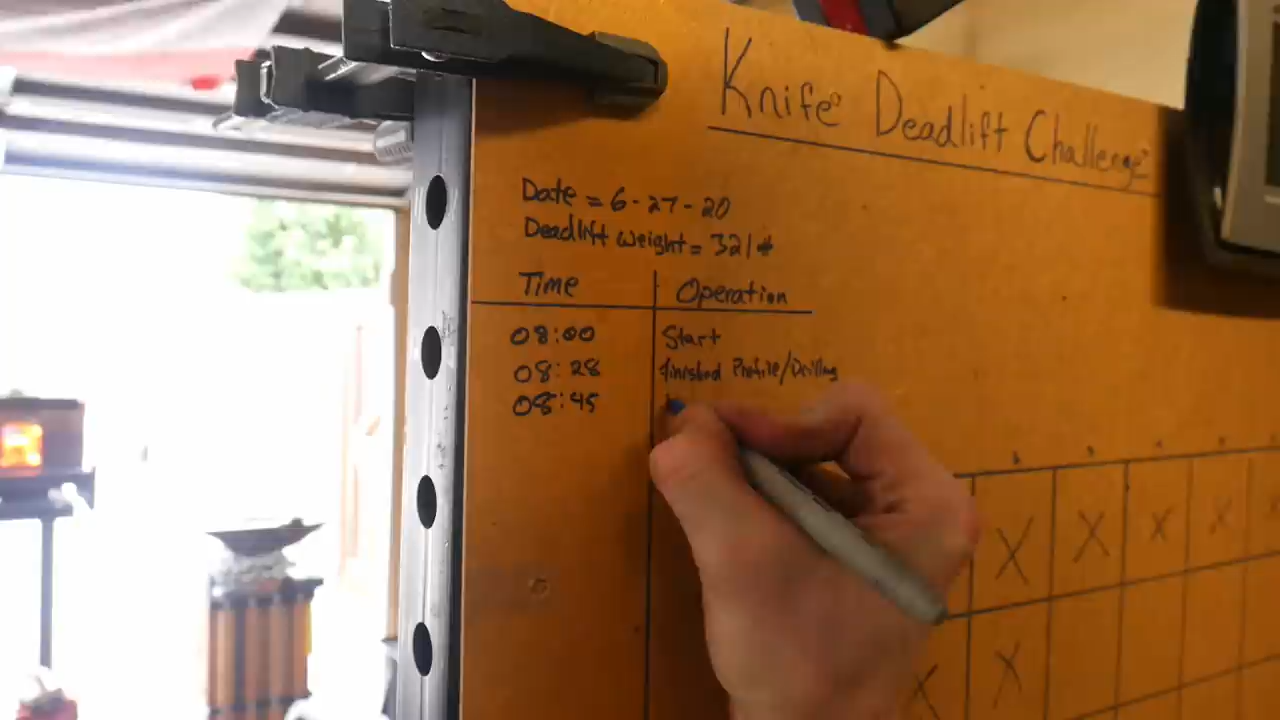 Knife Deadlift Challenge
Date = 6-27-20
Deadlift Weight = 321#
Time Operation
08:00 Start
08:28 finished Profile/Drilling
08:45
X X X X
X X